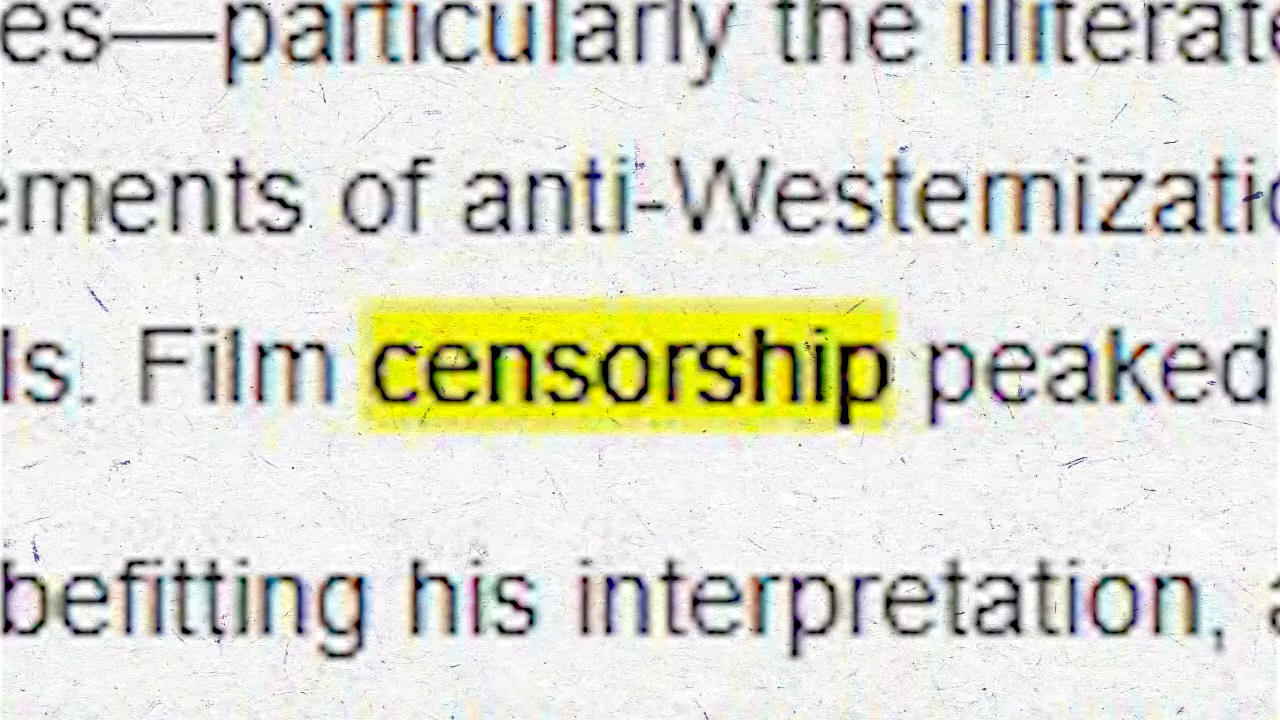 es—particularly the illiterate
ements of anti-Westernizatio
ls. Film censorship peaked
befitting his interpretation, a